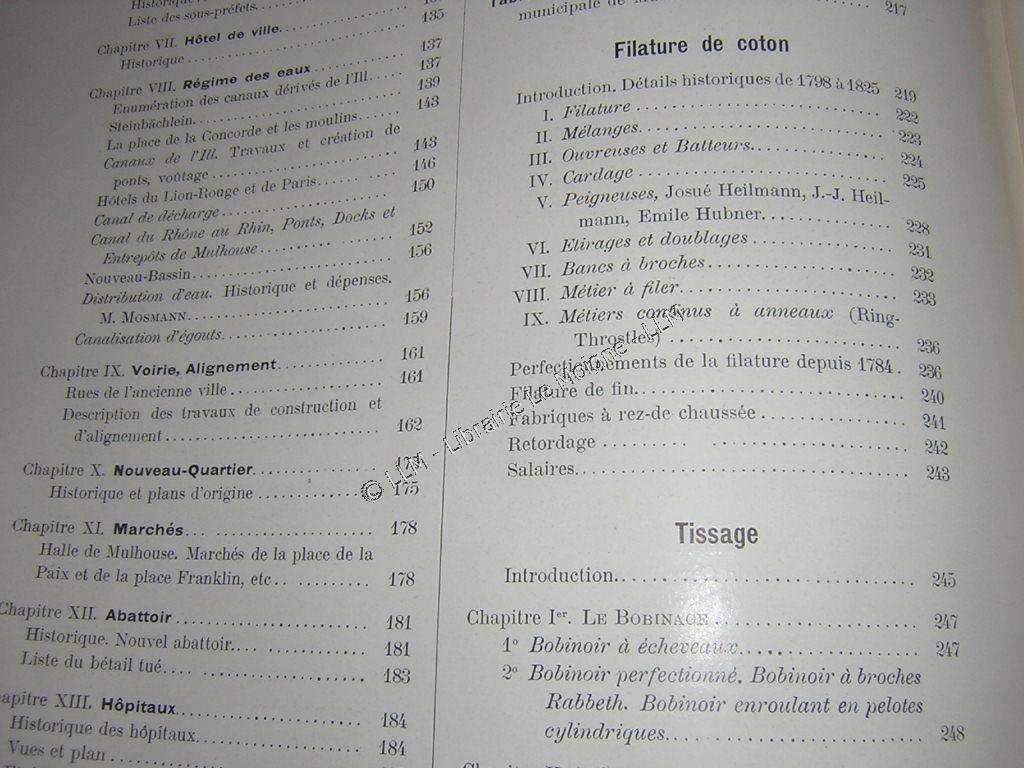 Historiqu
Liste des sous-préfets.
Chapitre VII. Hôtel de ville. 135
Historique
Chapitre VIII. Régime des eaux 137
Enumération des canaux dérivés de l'Ill. 137
Steinbächlein. 139
La place de la Concorde et les moulins. 143
Canaux de l'Ill. Travaux et création de
ponts, voûtage 143
Hôtels du Lion-Rouge et de Paris. 146
Canal de décharge 150
Canal du Rhône au Rhin, Ponts, Docks et
Entrepôts de Mulhouse 152
Nouveau-Bassin 156
Distribution d'eau. Historique et dépenses.
M. MOSMANN 156
Canalisation d'égouts 159
Chapitre IX. Voirie, Alignement 161
Rues de l'ancienne ville 161
Description des travaux de construction et
d'alignement 162
Chapitre X. Nouveau-Quartier
Historique et plans d'origine 175
Chapitre XI. Marchés 178
Halle de Mulhouse. Marchés de la place de la
Paix et de la place Franklin, etc 178
Chapitre XII. Abattoir 181
Historique. Nouvel abattoir. 181
Liste du bétail tué. 183
apitre XIII. Hôpitaux 184
Historique des hôpitaux 184
Vues et plan
municipale de 217
Filature de coton
Introduction. Détails historiques de 1798 à 1825 219
I. Filature 222
II. Mélanges 223
III. Ouvreuses et Batteurs 224
IV. Cardage 225
V. Peigneuses, Josué Heilmann, J.-J. Heil-
mann, Emile Hubner 228
VI. Etirages et doublages 231
VII. Bancs à broches 232
VIII. Métier à filer 233
IX. Métiers continus à anneaux (Ring-
Throstles) 236
Perfectionnements de la filature depuis 1784. 236
Filature de fin 240
Fabriques à rez-de chaussée 241
Retordage 242
Salaires 243
Tissage
Introduction 245
Chapitre Ier. LE BOBINAGE 247
1° Bobinoir à écheveaux 247
2° Bobinoir perfectionné. Bobinoir à broches
Rabbeth. Bobinoir enroulant en pelotes
cylindriques 248
© LLM - Librairie Le Moigne - LLM